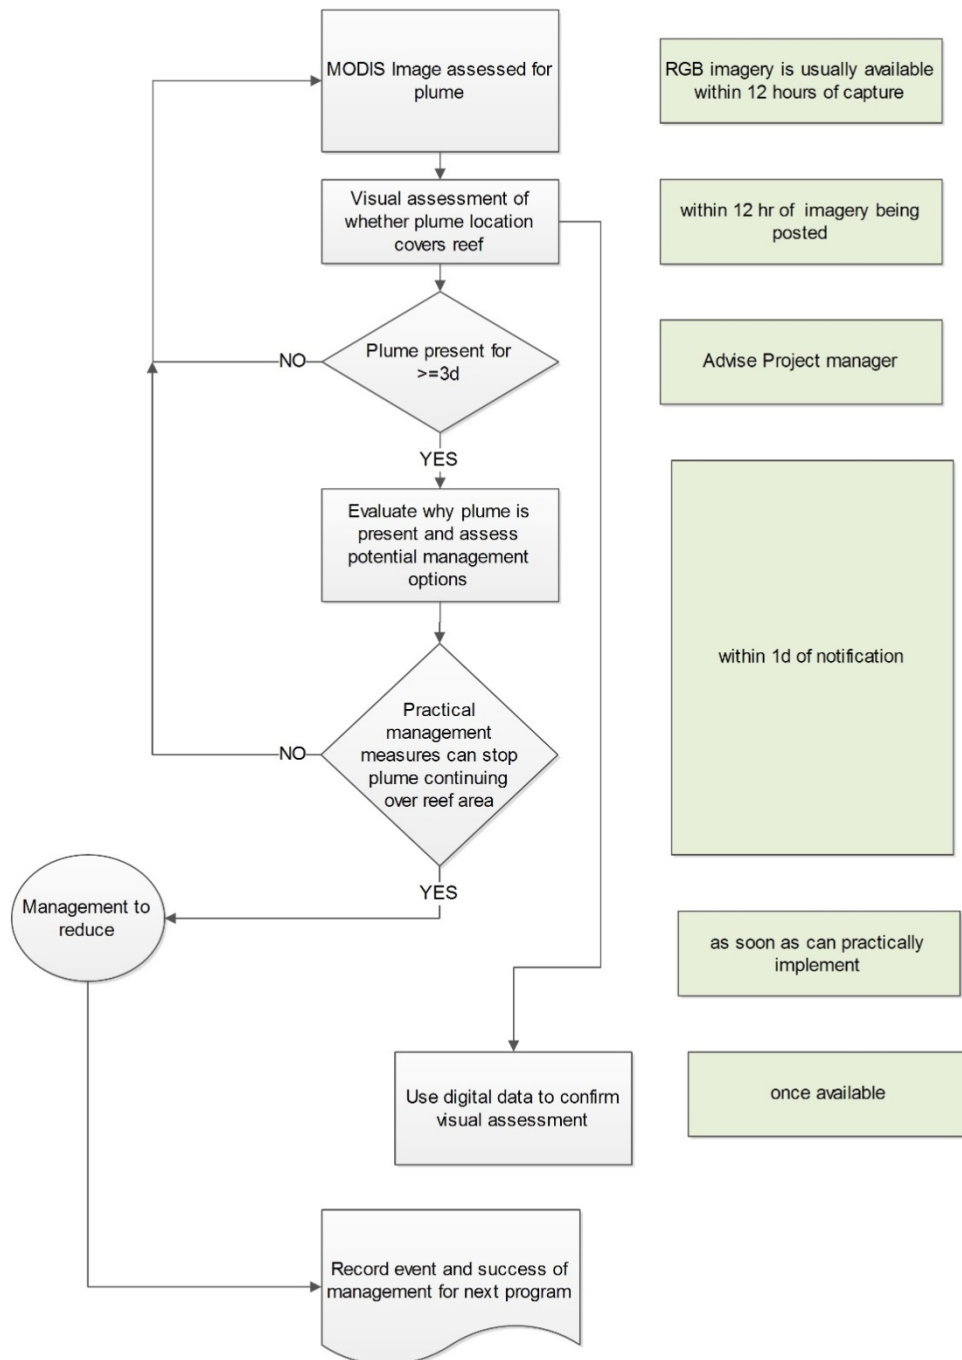 MODIS Image assessed for
plume
RGB imagery is usually available
within 12 hours of capture
Visual assessment of
whether plume location
covers reef
within 12 hr of imagery being
posted
Plume present for
>=3d
NO
Advise Project manager
YES
Evaluate why plume is
present and assess
potential management
options
within 1d of notification
Practical
management
measures can stop
plume continuing
over reef area
NO
YES
Management to
reduce
as soon as can practically
implement
Use digital data to confirm
visual assessment
once available
Record event and success of
management for next program